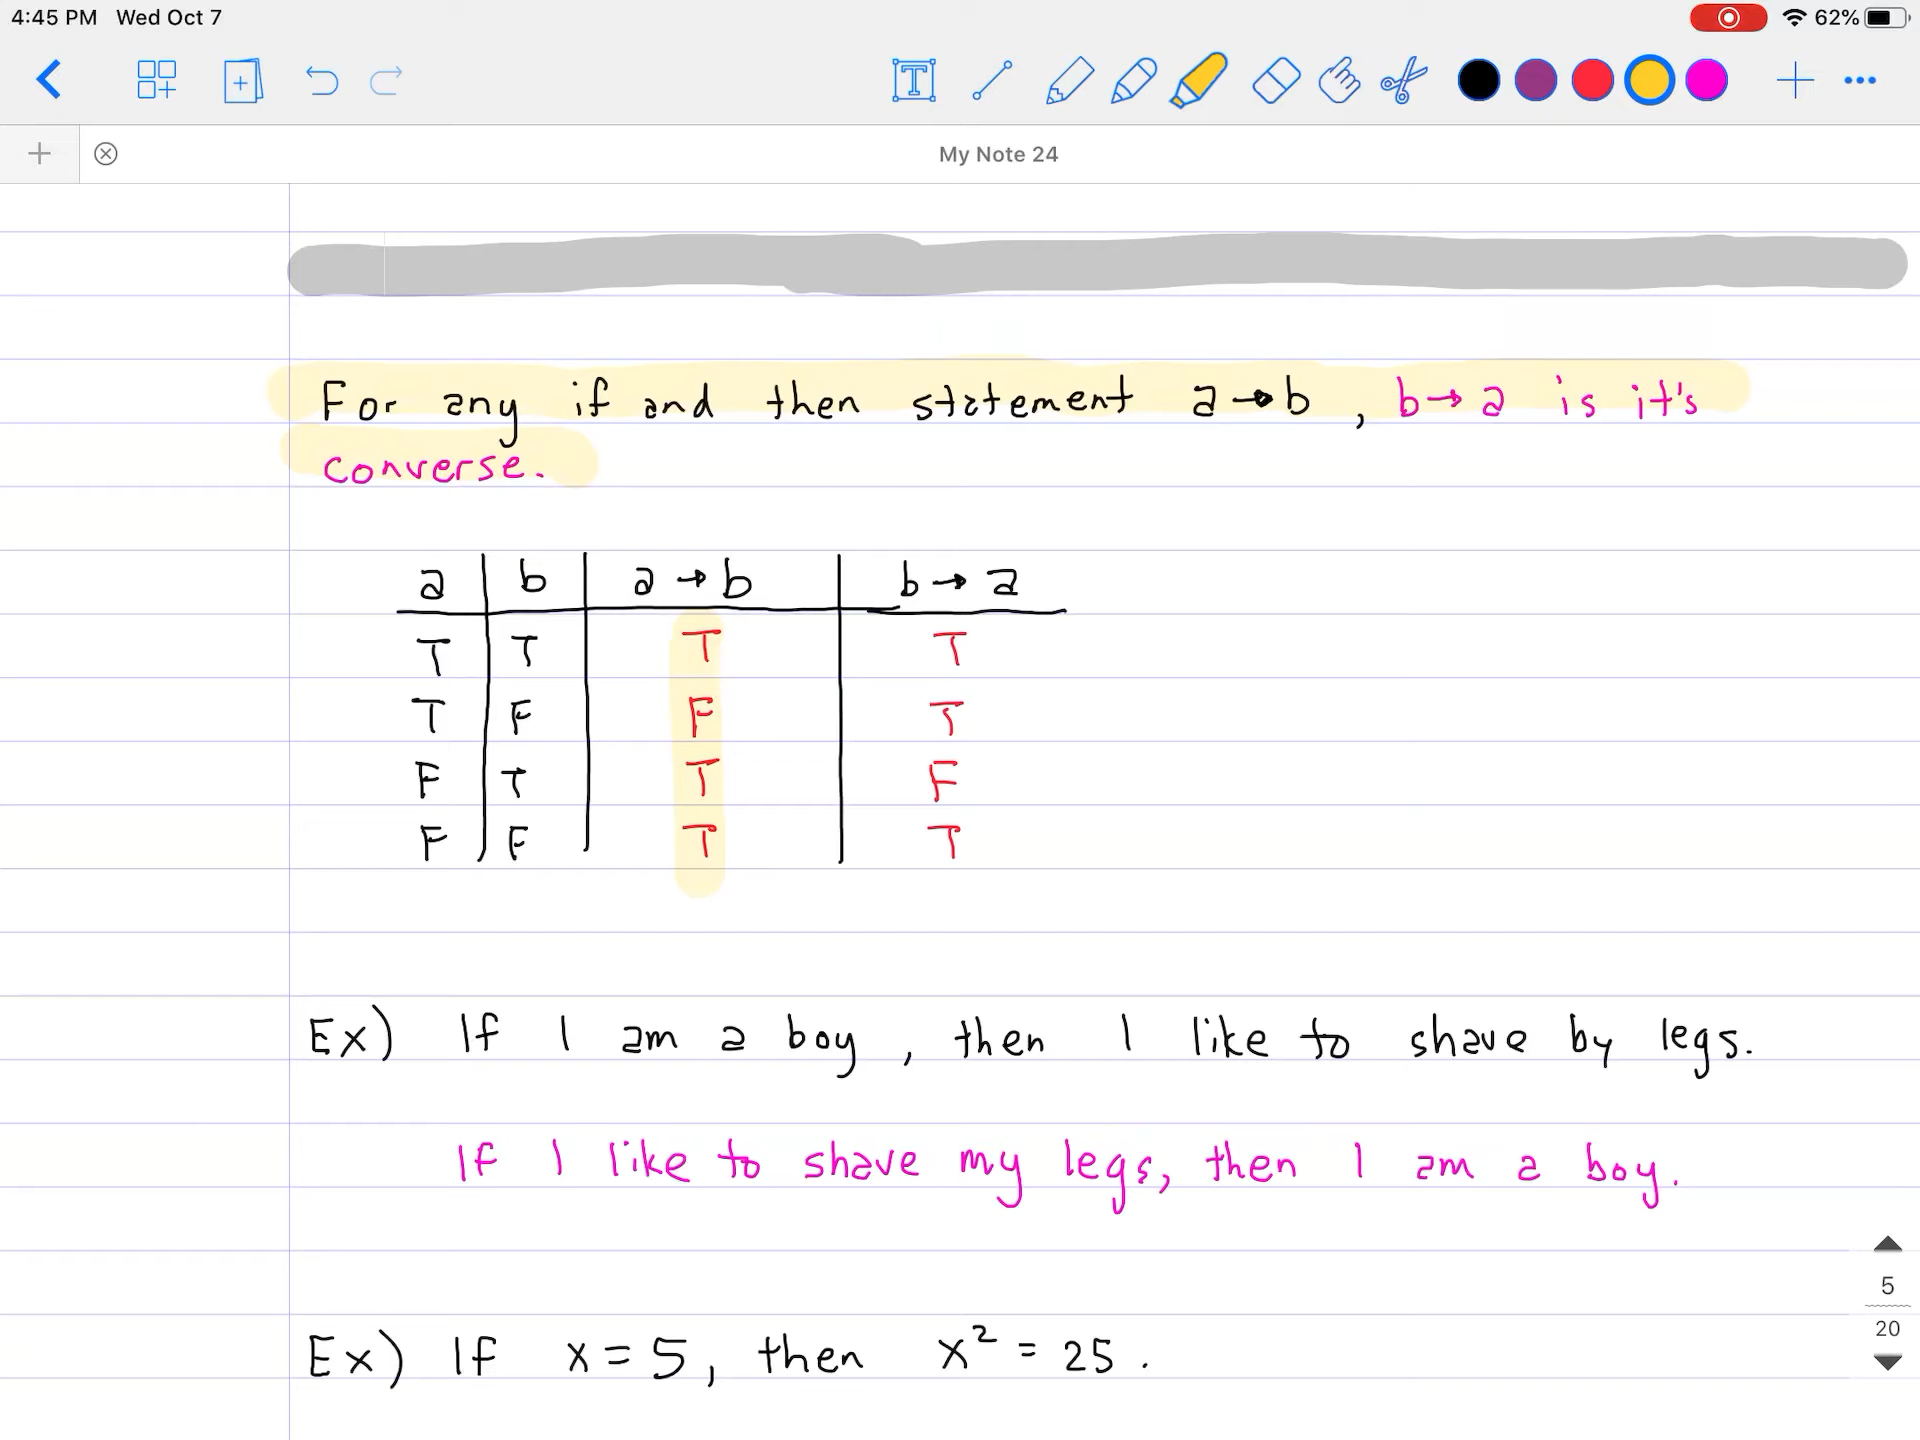 4:45 PM Wed Oct 7 62%
T
My Note 24
For any if and then statement a→b, b→a is it's
converse.
a b a→b b→a
T T T T
T F F T
F T T F
F F T T
Ex) If I am a boy, then I like to shave by legs.
If I like to shave my legs, then I am a boy.
5
20
Ex) If x = 5, then x² = 25.